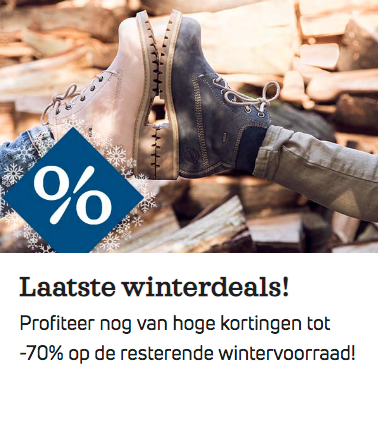 %
Laatste winterdeals!
Profiteer nog van hoge kortingen tot
-70% op de resterende wintervoorraad!